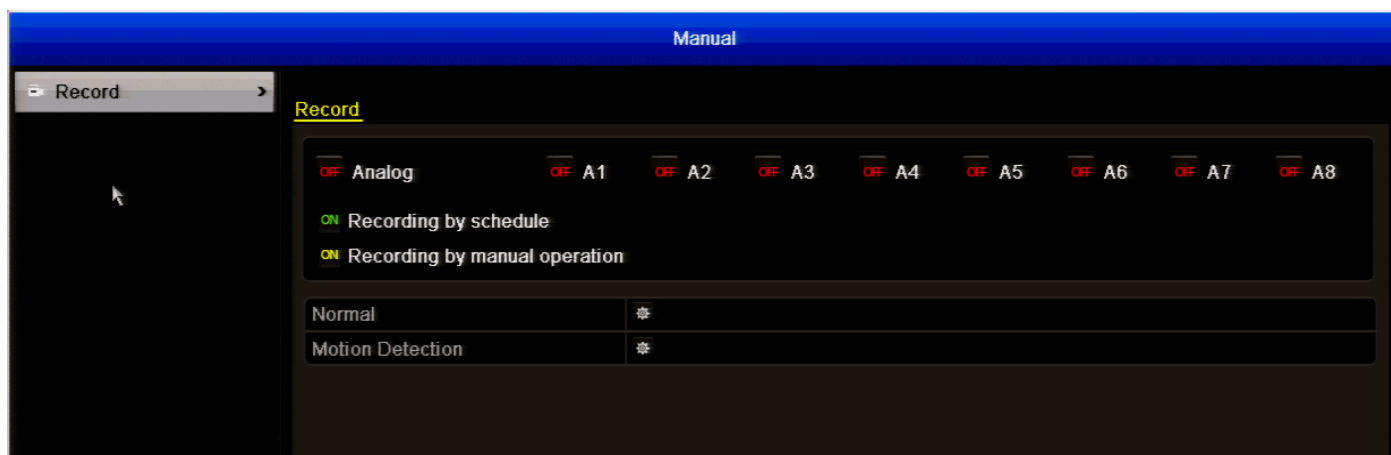 Manual
Record
Record
OFF Analog OFF A1 OFF A2 OFF A3 OFF A4 OFF A5 OFF A6 OFF A7 OFF A8
ON Recording by schedule
ON Recording by manual operation
Normal
Motion Detection